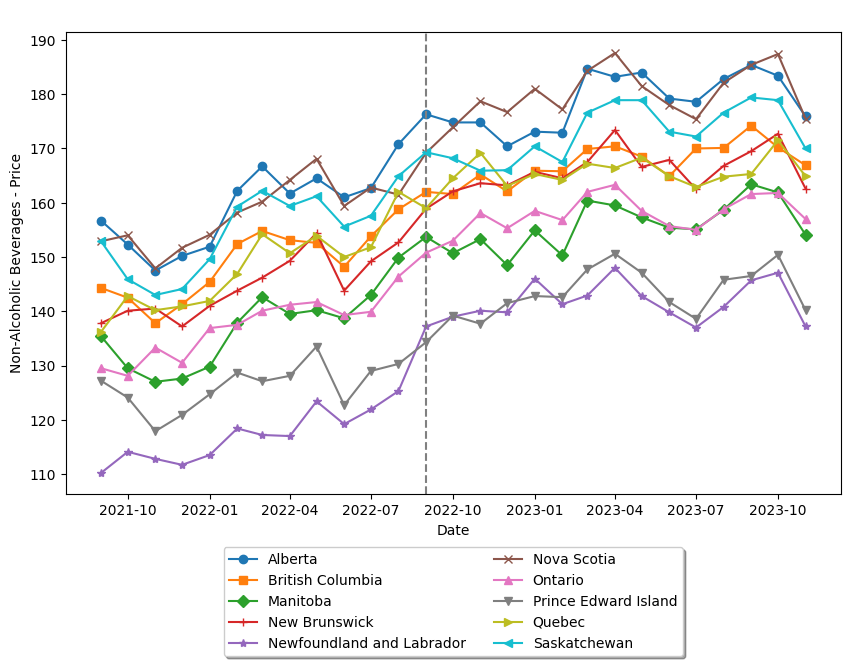 190
180
170
160
150
140
130
120
110
Non-Alcoholic Beverages - Price
2021-10 2022-01 2022-04 2022-07 2022-10 2023-01 2023-04 2023-07 2023-10
Date
Alberta
British Columbia
Manitoba
New Brunswick
Newfoundland and Labrador
Nova Scotia
Ontario
Prince Edward Island
Quebec
Saskatchewan